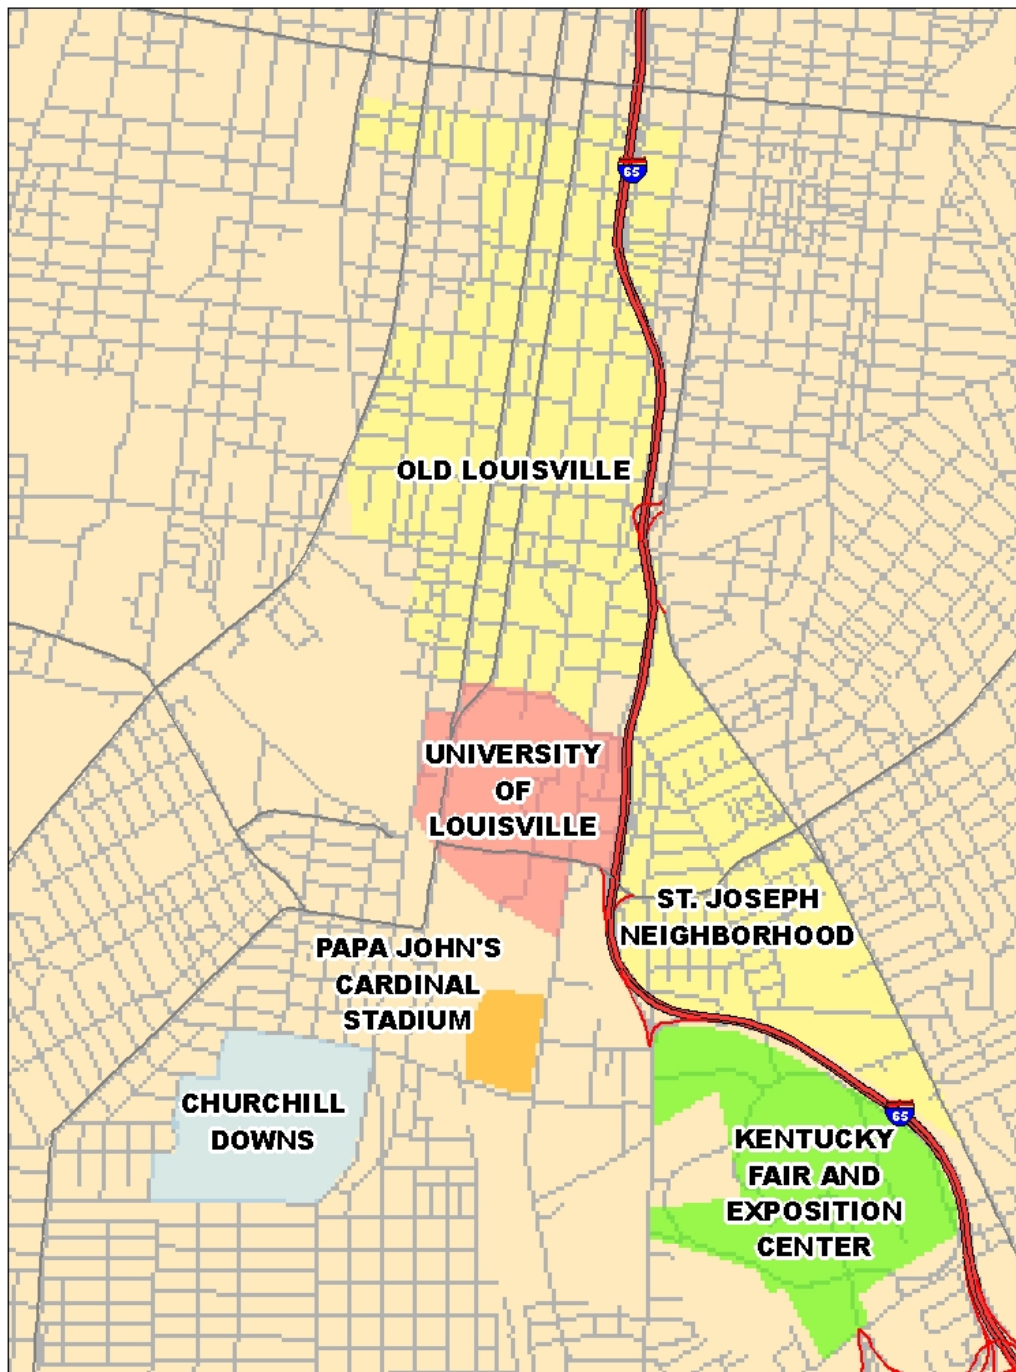 65
OLD LOUISVILLE
UNIVERSITY
OF
LOUISVILLE
ST. JOSEPH
NEIGHBORHOOD
PAPA JOHN'S
CARDINAL
STADIUM
CHURCHILL
DOWNS
65
KENTUCKY
FAIR AND
EXPOSITION
CENTER